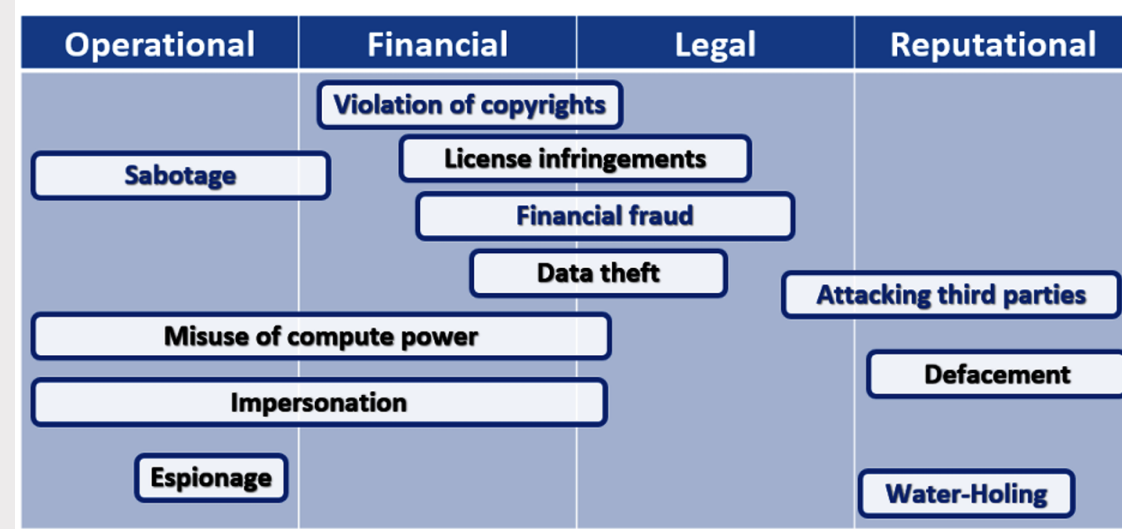 Operational
Financial
Legal
Reputational
Violation of copyrights
License infringements
Sabotage
Financial fraud
Data theft
Attacking third parties
Misuse of compute power
Defacement
Impersonation
Espionage
Water-Holing